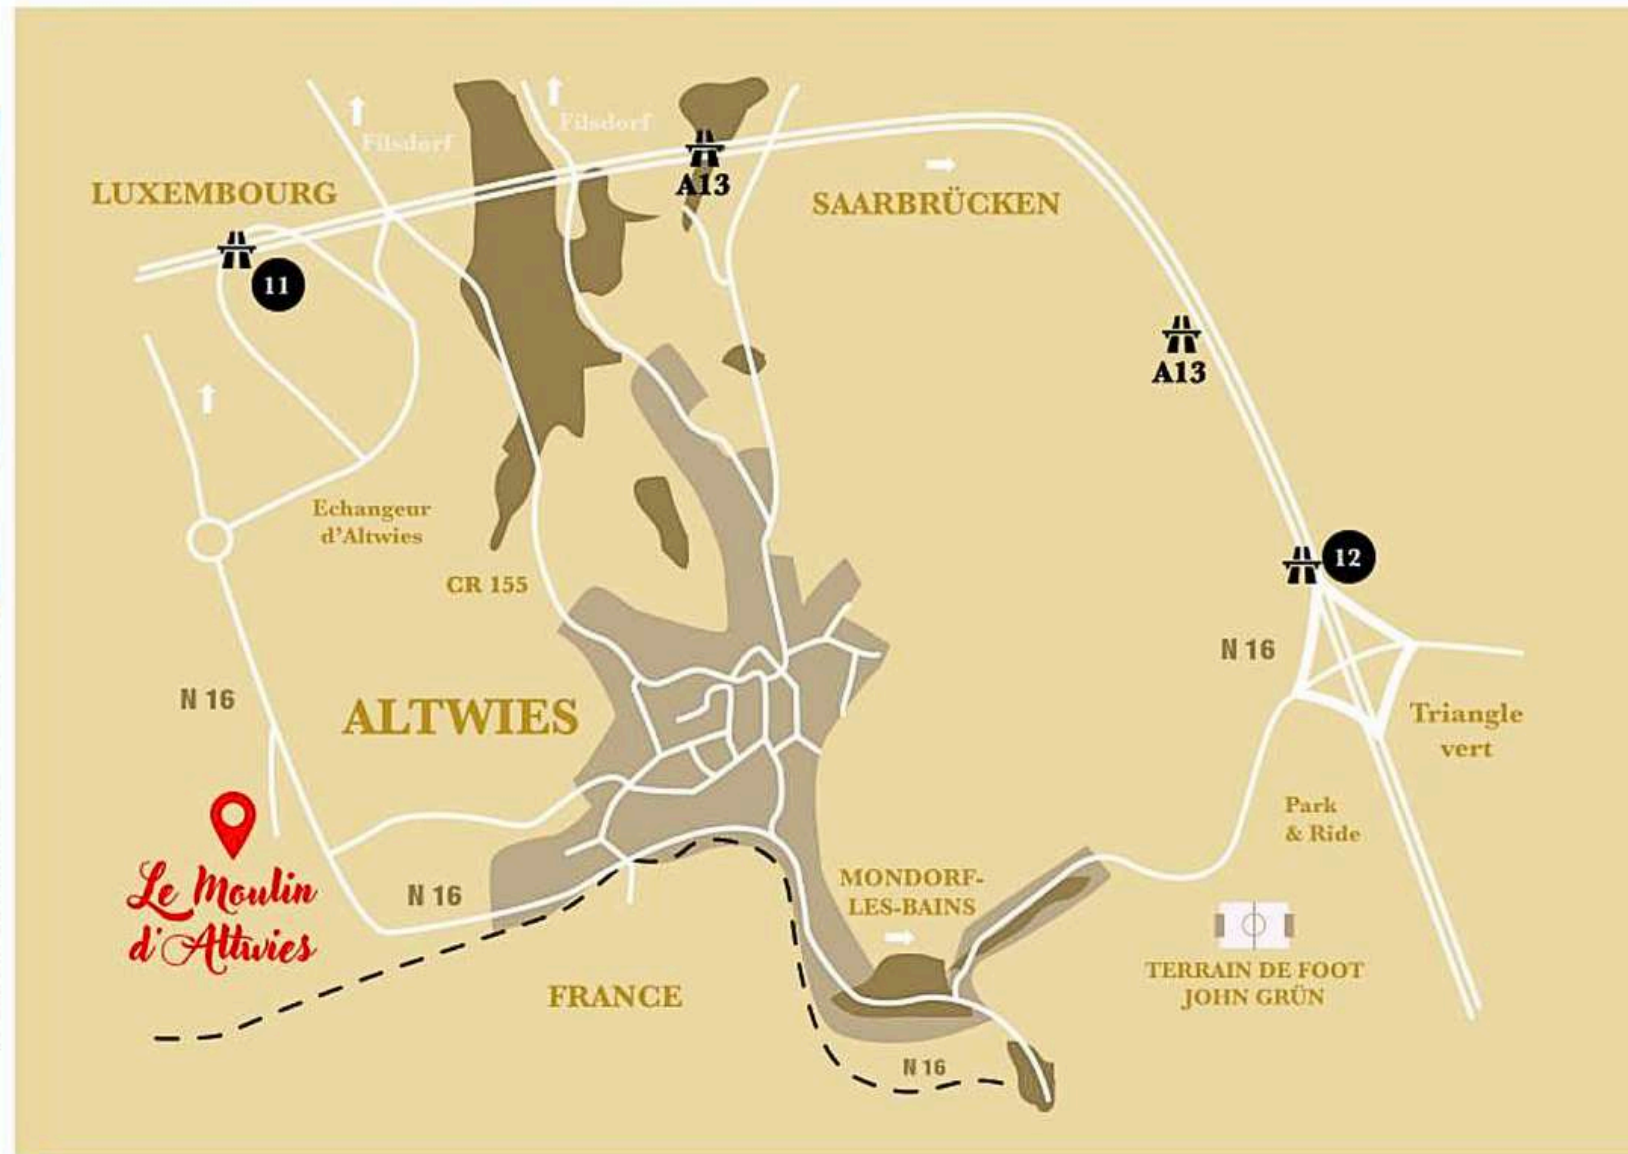 Filsdorf
Filsdorf
LUXEMBOURG
A13
SAARBRÜCKEN
11
A13
Echangeur
d'Altwies
CR 155
12
N 16
N 16
ALTWIES
Triangle
vert
Park
& Ride
Le Moulin
d'Altwies
N 16
MONDORF-
LES-BAINS
TERRAIN DE FOOT
JOHN GRÜN
FRANCE
N 16